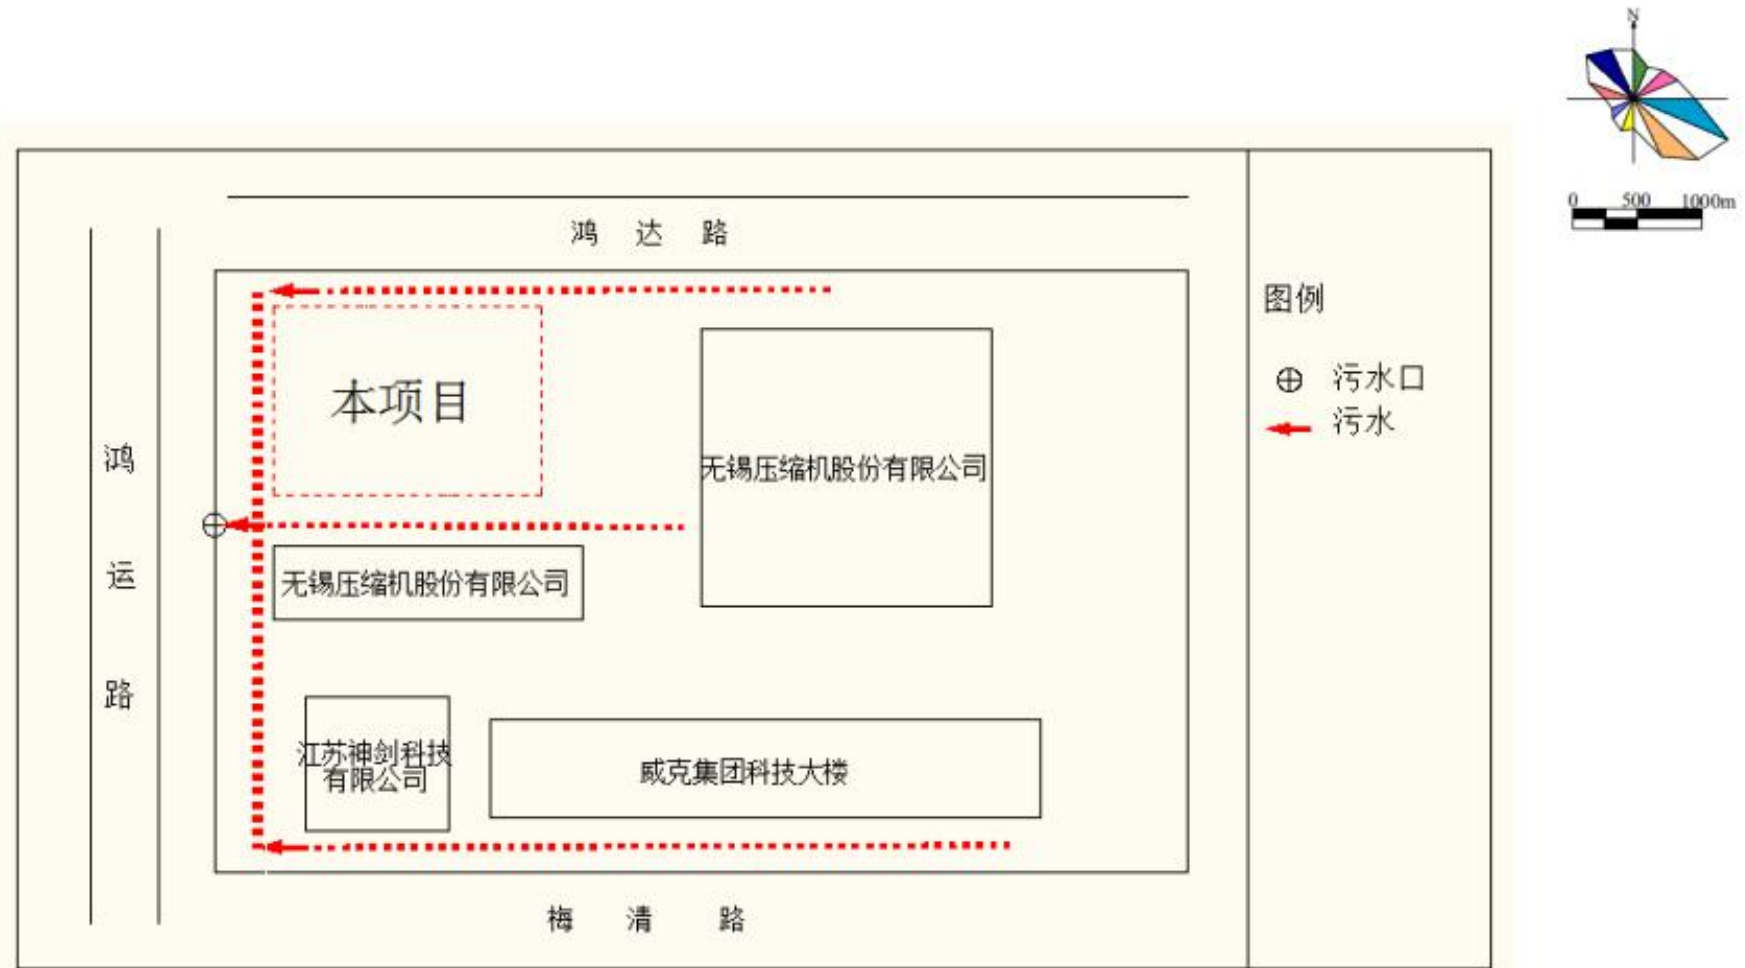 N
0 500 1000m
鸿 达 路
图例
污水口
污水
本项目
鸿
运
路
无锡压缩机股份有限公司
无锡压缩机股份有限公司
江苏神剑科技
有限公司
威克集团科技大楼
梅 清 路